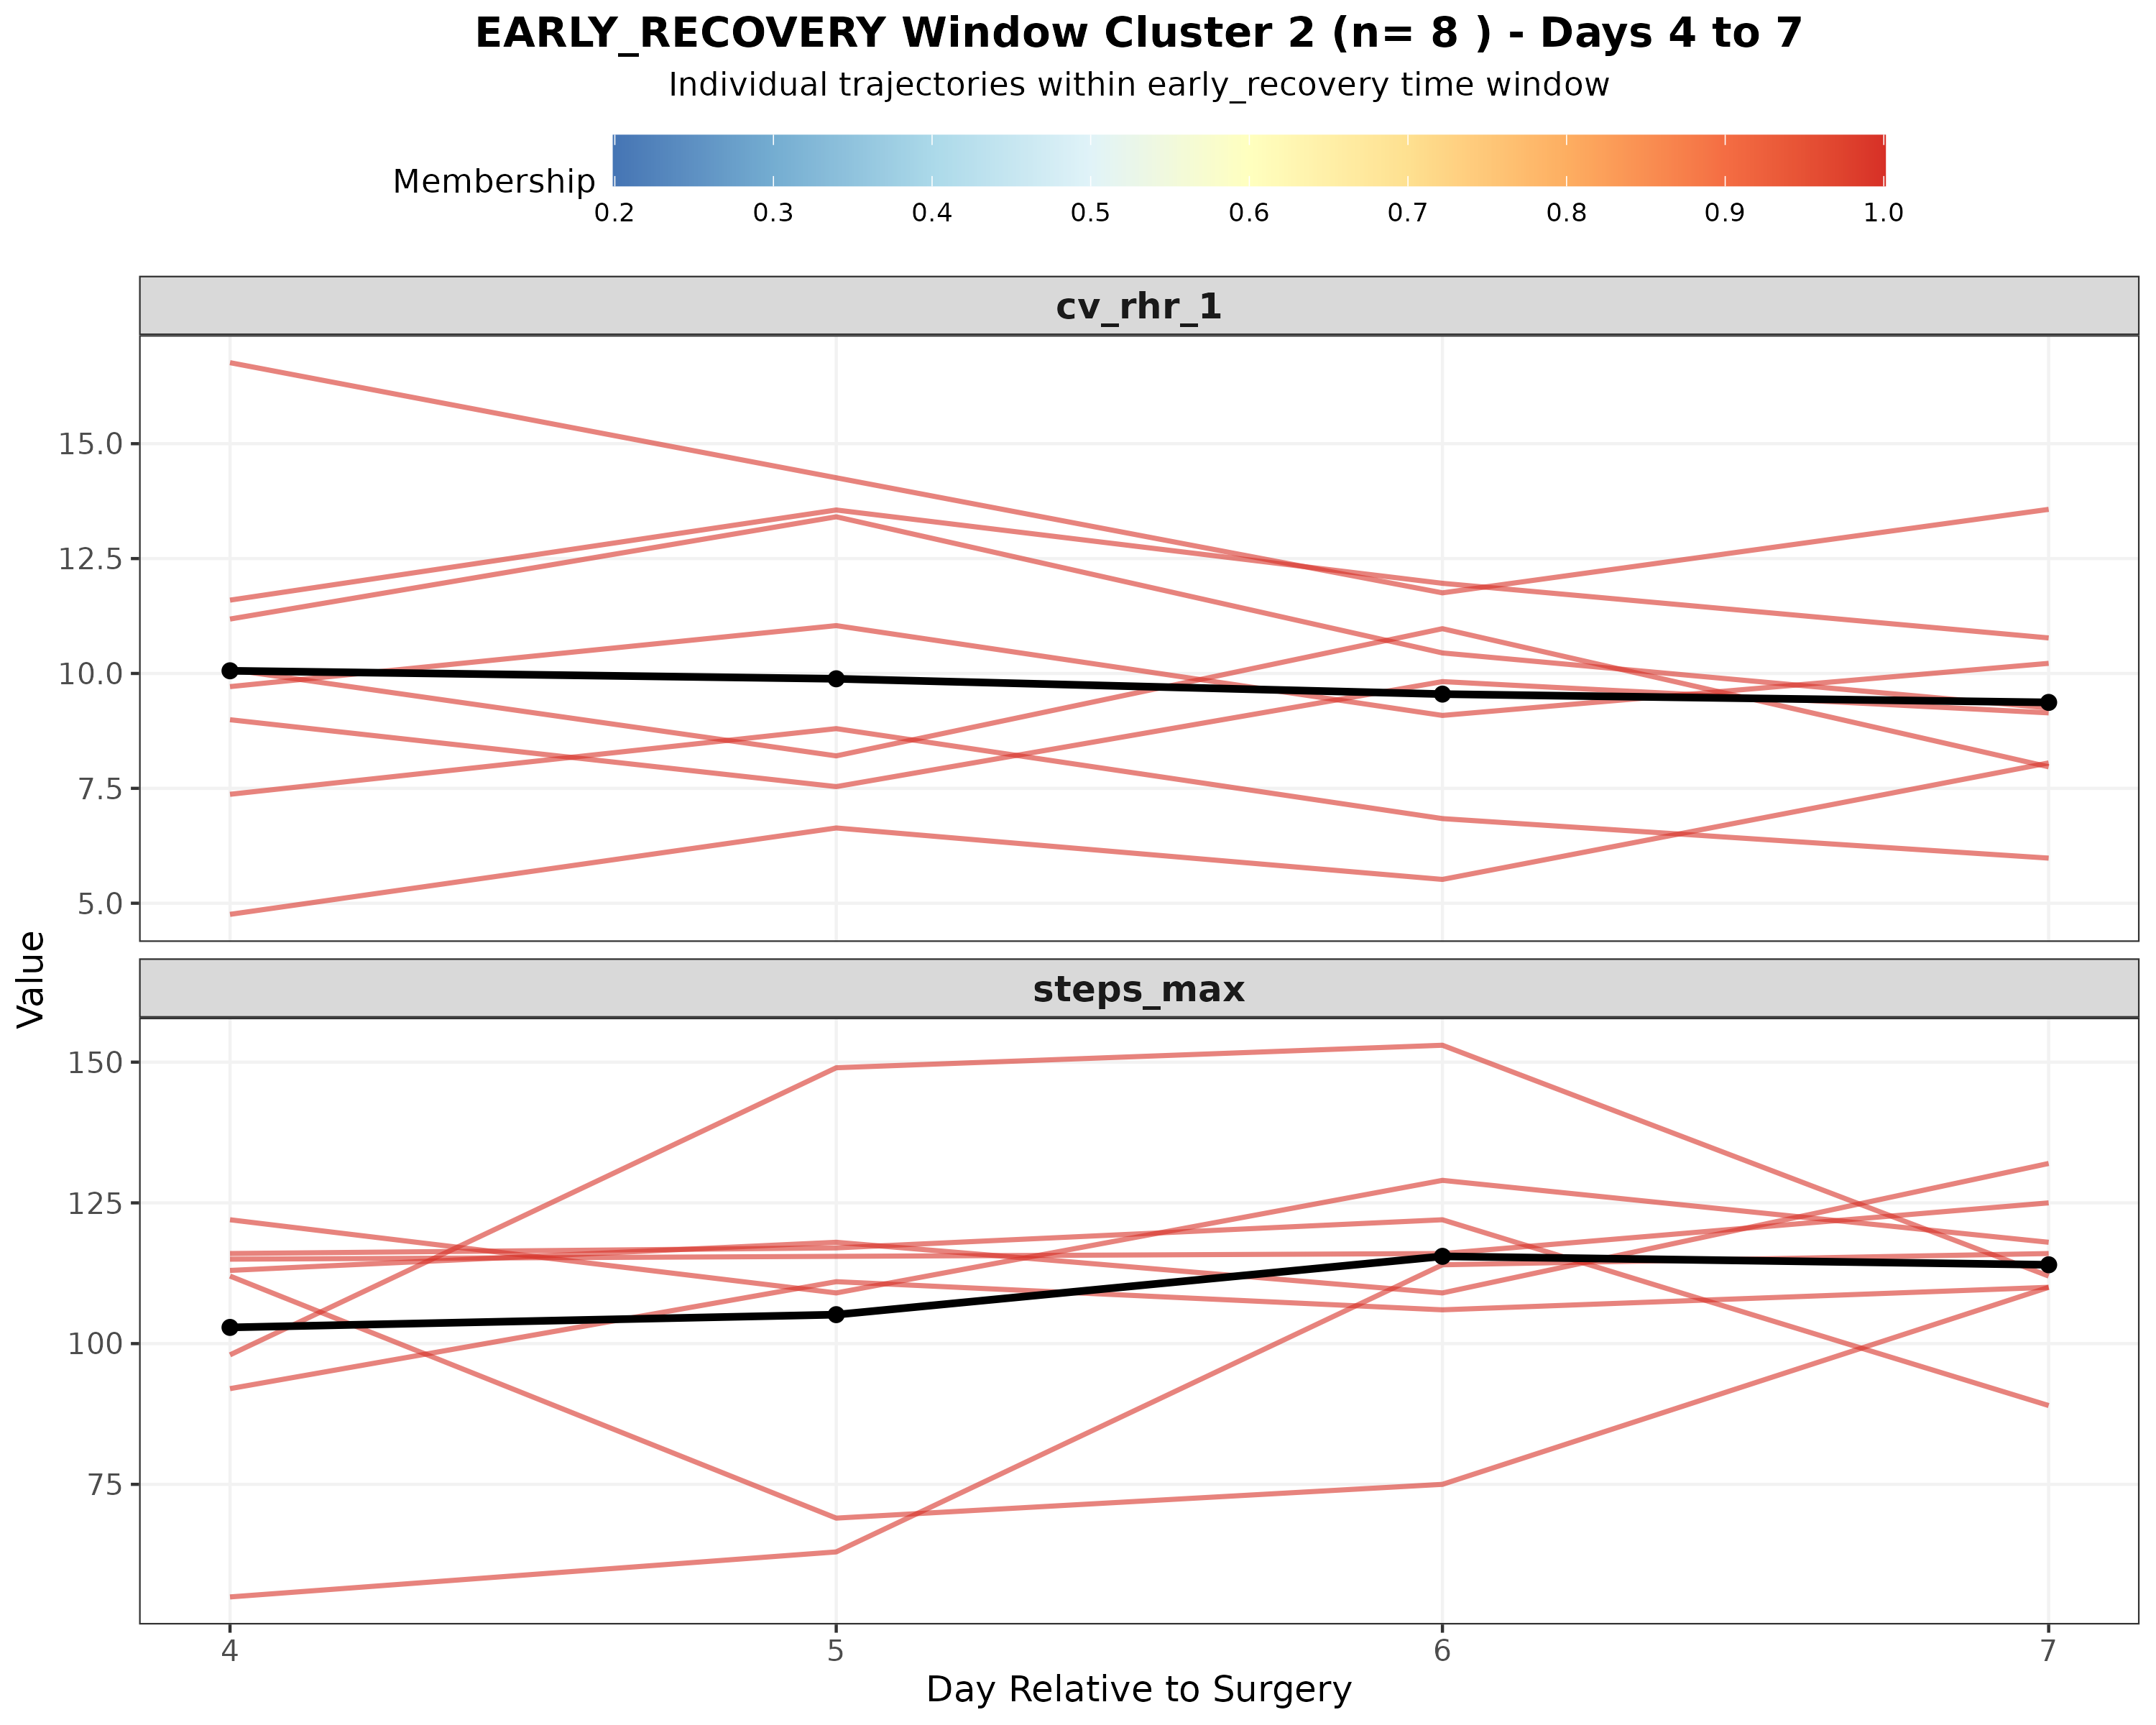 EARLY_RECOVERY Window Cluster 2 (n= 8 ) - Days 4 to 7
Individual trajectories within early_recovery time window
Membership
0.2 0.3 0.4 0.5 0.6 0.7 0.8 0.9 1.0
cv_rhr_1
15.0
12.5
10.0
7.5
5.0
Value
steps_max
150
125
100
75
4 5 6 7
Day Relative to Surgery